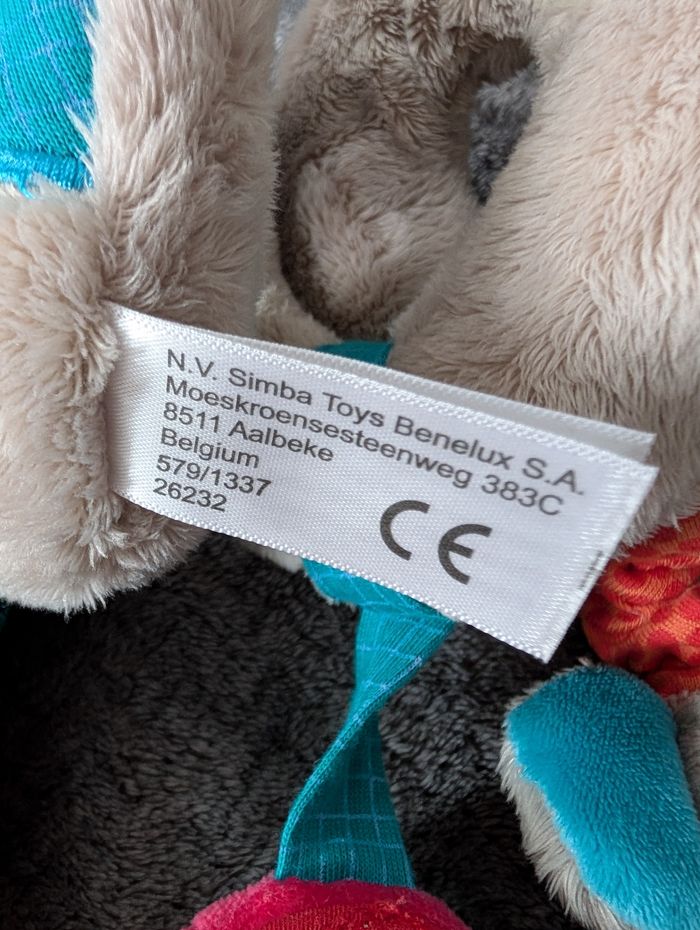 N.V. Simba Toys Benelux S.A.
Moeskroensesteenweg 383C
8511 Aalbeke
Belgium
579/1337
26232
CE